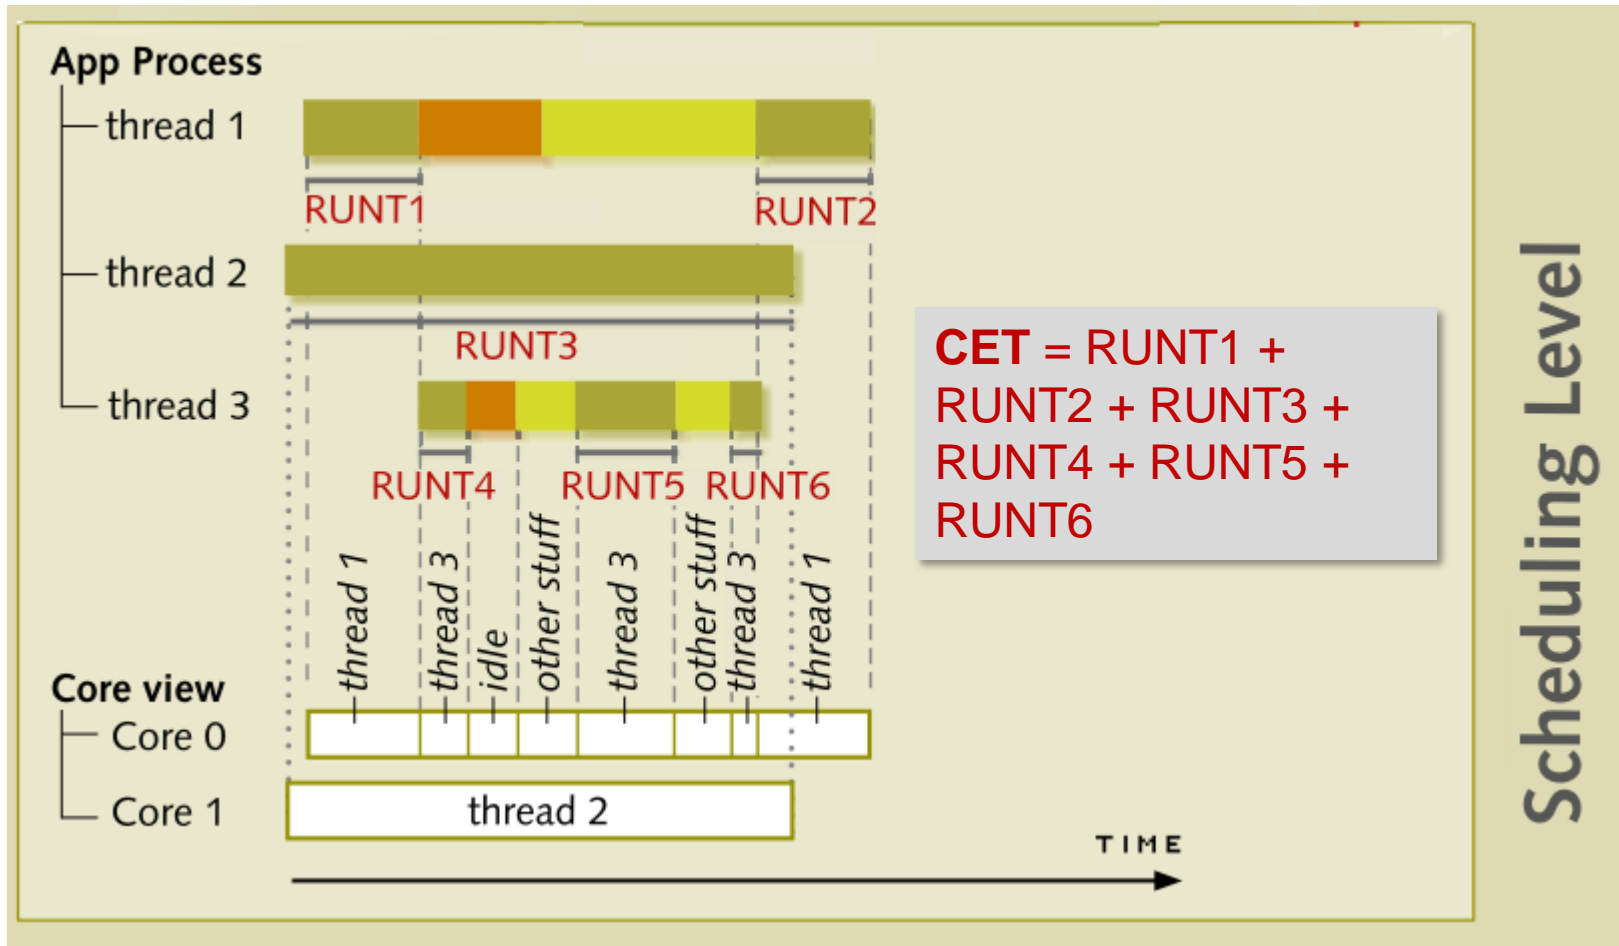 App Process
thread 1
RUNT1
RUNT2
thread 2
RUNT3
thread 3
RUNT4
RUNT5
RUNT6
CET = RUNT1 +
RUNT2 + RUNT3 +
RUNT4 + RUNT5 +
RUNT6
thread 1
thread 3
idle
other stuff
thread 3
other stuff
thread 3
thread 1
Core view
Core 0
Core 1
thread 2
TIME
Scheduling Level